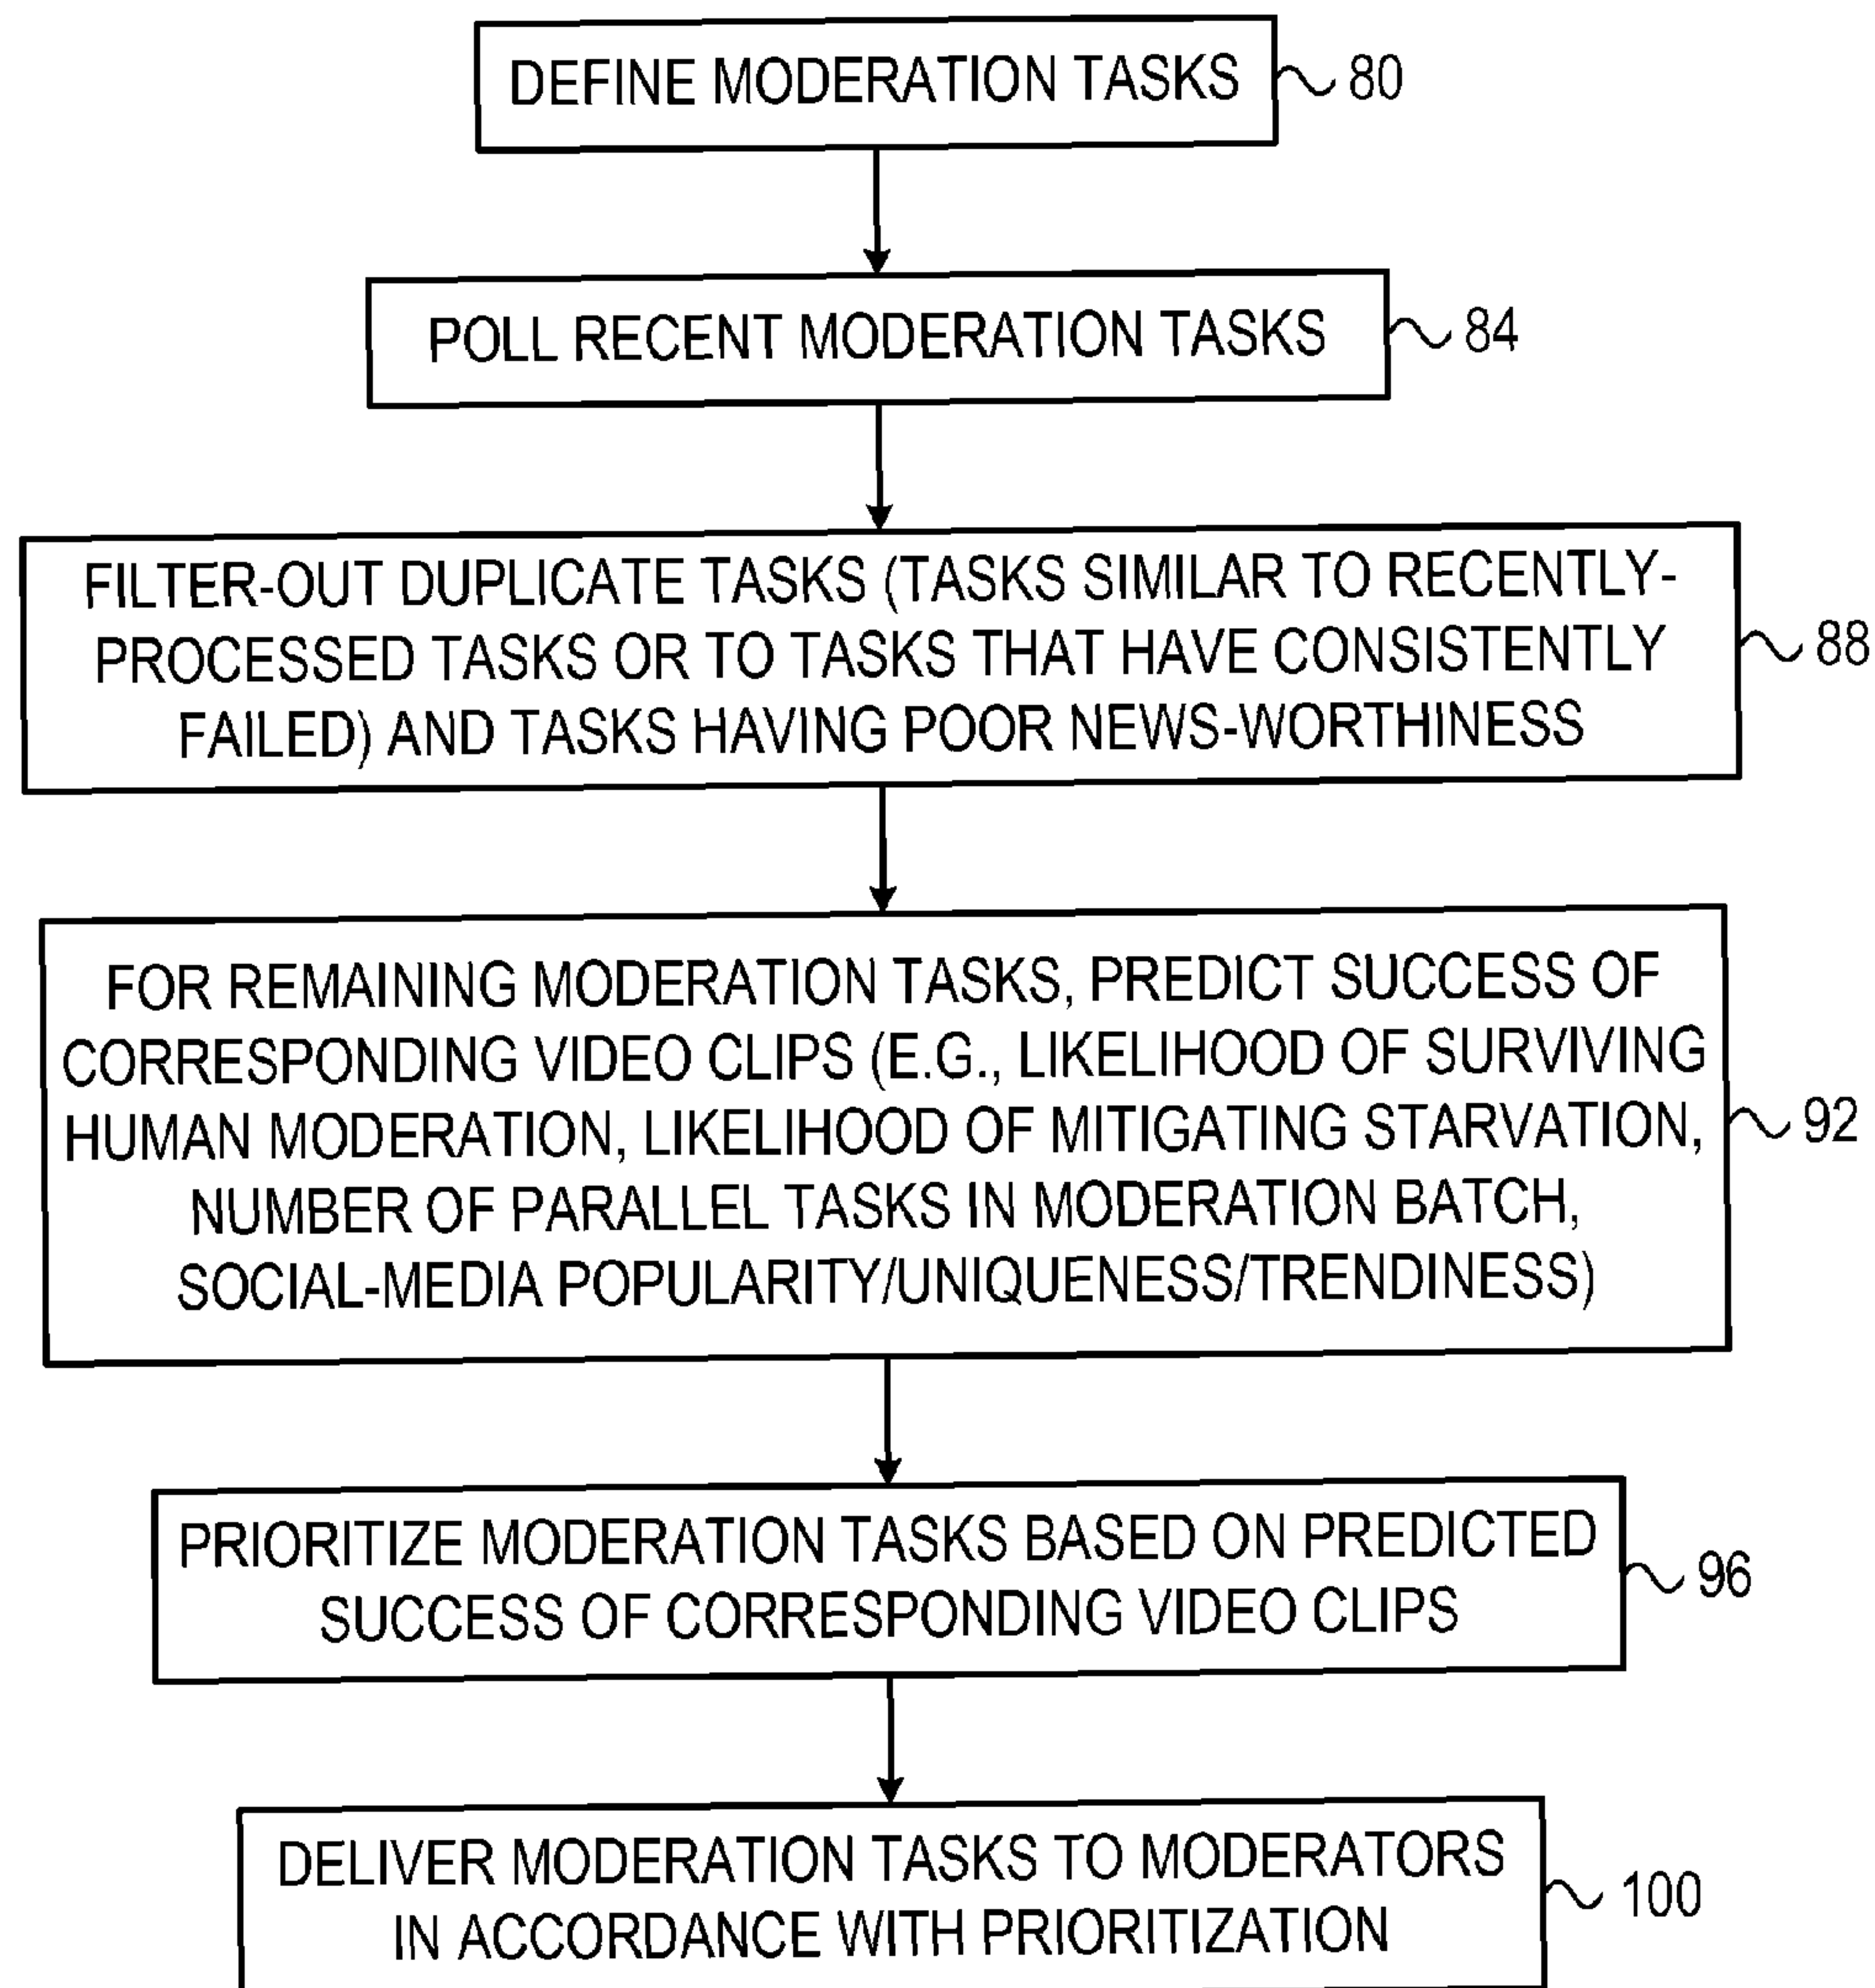 DEFINE MODERATION TASKS
80
POLL RECENT MODERATION TASKS
84
FILTER-OUT DUPLICATE TASKS (TASKS SIMILAR TO RECENTLY-
PROCESSED TASKS OR TO TASKS THAT HAVE CONSISTENTLY
FAILED) AND TASKS HAVING POOR NEWS-WORTHINESS
88
FOR REMAINING MODERATION TASKS, PREDICT SUCCESS OF
CORRESPONDING VIDEO CLIPS (E.G., LIKELIHOOD OF SURVIVING
HUMAN MODERATION, LIKELIHOOD OF MITIGATING STARVATION,
NUMBER OF PARALLEL TASKS IN MODERATION BATCH,
SOCIAL-MEDIA POPULARITY/UNIQUENESS/TRENDINESS)
92
PRIORITIZE MODERATION TASKS BASED ON PREDICTED
SUCCESS OF CORRESPONDING VIDEO CLIPS
96
DELIVER MODERATION TASKS TO MODERATORS
IN ACCORDANCE WITH PRIORITIZATION
100